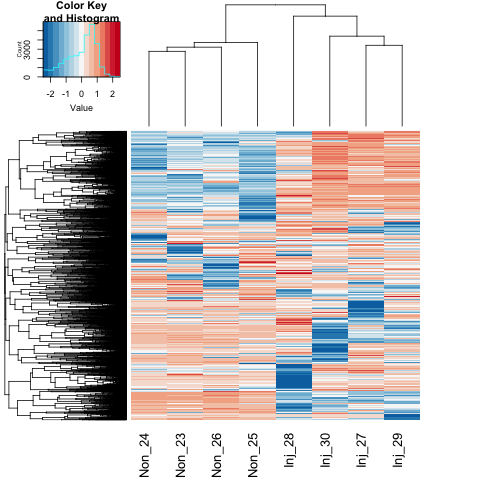 Color Key
and Histogram
Count
0 3000
-2 -1 0 1 2
Value
Non_24
Non_23
Non_26
Non_25
Inj_28
Inj_30
Inj_27
Inj_29